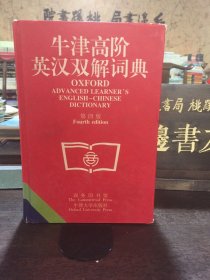 牛津高阶
英汉双解词典
OXFORD
ADVANCED LEARNER'S
ENGLISH-CHINESE
DICTIONARY
第四版
Fourth edition
商务印书馆
The Commercial Press
牛津大学出版社
Oxford University Press